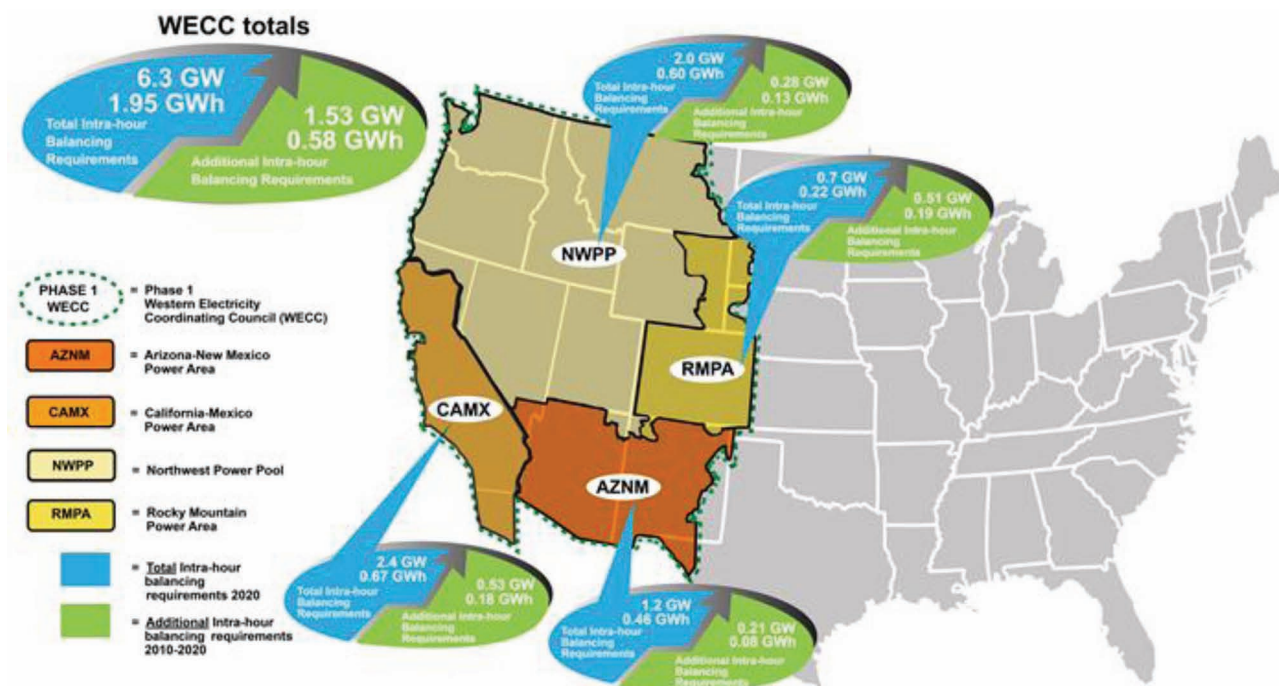 WECC totals
6.3 GW
1.95 GWh
Total Intra-hour
Balancing
Requirements
1.53 GW
0.58 GWh
Additional Intra-hour
Balancing Requirements
2.0 GW
0.60 GWh
Total Intra-hour
Balancing
Requirements
0.28 GW
0.13 GWh
Additional Intra-hour
Balancing
Requirements
0.7 GW
0.22 GWh
Total Intra-hour
Balancing
Requirements
0.51 GW
0.19 GWh
Additional Intra-hour
Balancing
Requirements
NWPP
RMPA
CAMX
AZNM
PHASE 1
WECC
= Phase 1
Western Electricity
Coordinating Council (WECC)
AZNM
= Arizona-New Mexico
Power Area
CAMX
= California-Mexico
Power Area
NWPP
= Northwest Power Pool
RMPA
= Rocky Mountain
Power Area
= Total Intra-hour
balancing
requirements 2020
= Additional Intra-hour
balancing requirements
2010-2020
2.4 GW
0.67 GWh
Total Intra-hour
Balancing
Requirements
0.53 GW
0.18 GWh
Additional Intra-hour
Balancing
Requirements
1.2 GW
0.46 GWh
Total Intra-hour
Balancing
Requirements
0.21 GW
0.08 GWh
Additional Intra-hour
Balancing
Requirements